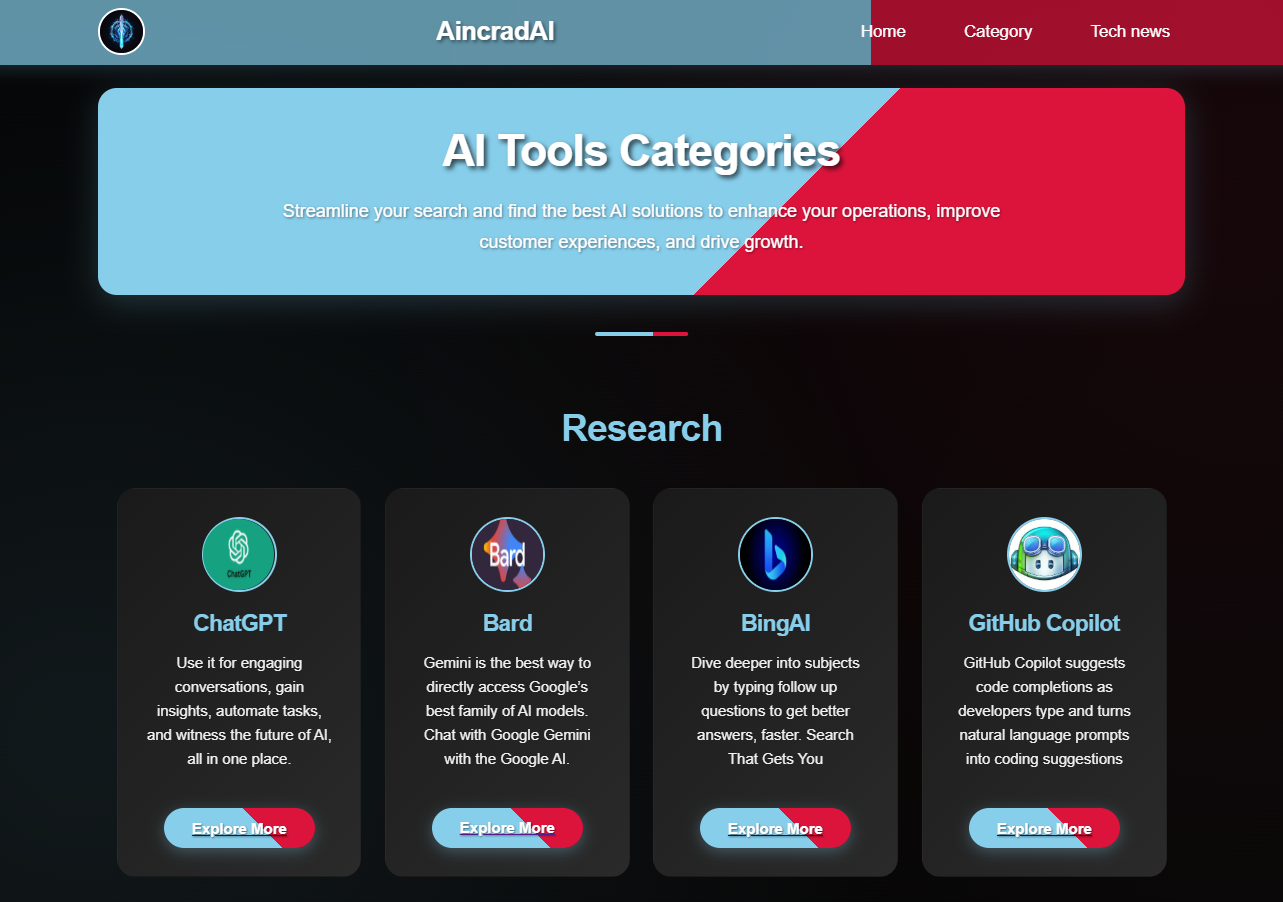 AincradAI
Home
Category
Tech news
AI Tools Categories
Streamline your search and find the best AI solutions to enhance your operations, improve
customer experiences, and drive growth.
Research
ChatGPT
ChatGPT
Use it for engaging
conversations, gain
insights, automate tasks,
and witness the future of AI,
all in one place.
Explore More
Bard
Bard
Gemini is the best way to
directly access Google's
best family of AI models.
Chat with Google Gemini
with the Google AI.
Explore More
BingAI
Dive deeper into subjects
by typing follow up
questions to get better
answers, faster. Search
That Gets You
Explore More
GitHub Copilot
GitHub Copilot suggests
code completions as
developers type and turns
natural language prompts
into coding suggestions
Explore More